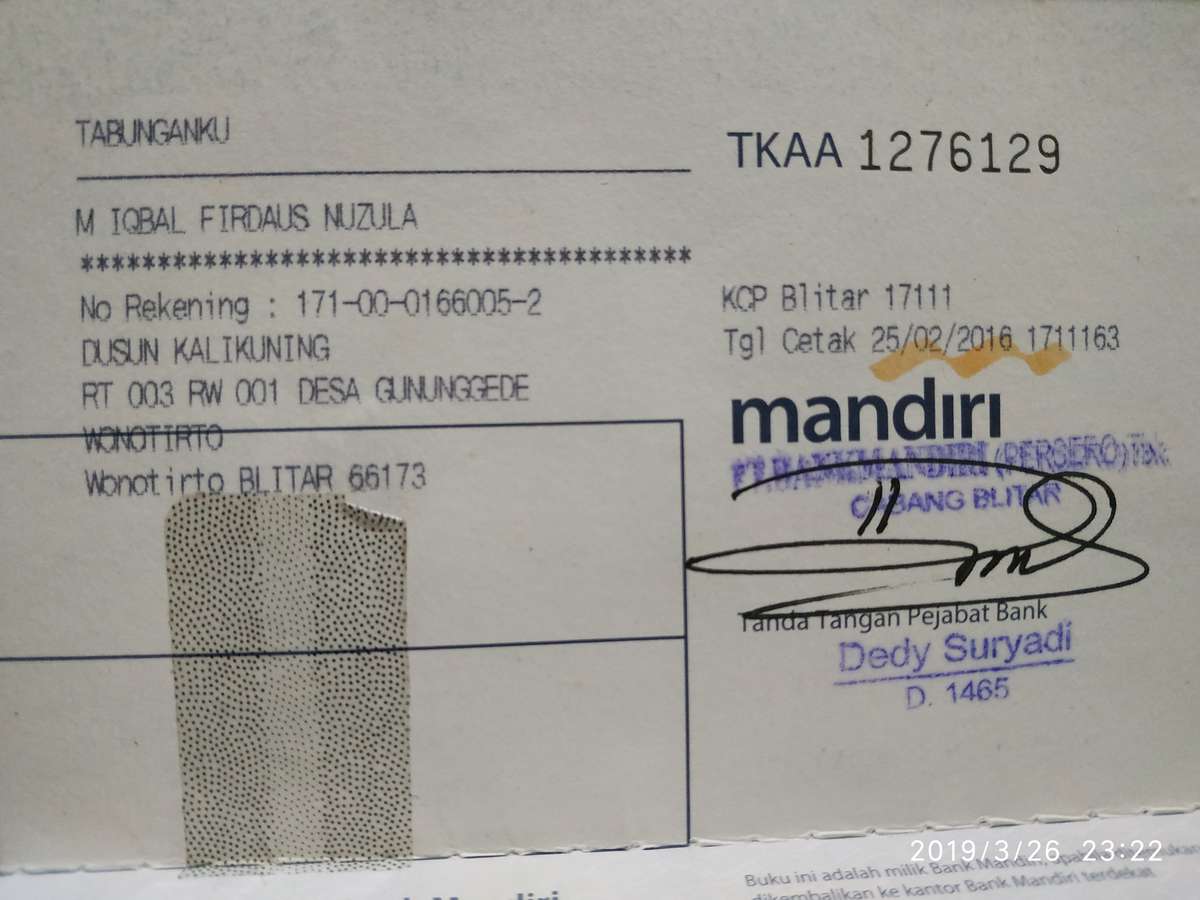 TABUNGANKU
TKAA 1276129
M IQBAL FIRDAUS NUZULA
***************************************
No Rekening : 171-00-0166005-2
DUSUN KALIKUNING
RT 003 RW 001 DESA GUNUNGGEDE
WONOTIRTO
Wonotirto BLITAR 66173
KCP Blitar 17111
Tgl Cetak 25/02/2016 1711163
mandırı
PT. BANK MANDIRI (PERSERO) Tbk.
CABANG BLITAR
Tanda Tangan Pejabat Bank
Dedy Suryadi
D. 1465
2019/3/26 23:22
Buku ini adalah milik Bank Mandiri
dikembalikan ke kantor Bank Mandiri terdekat
Mandiri